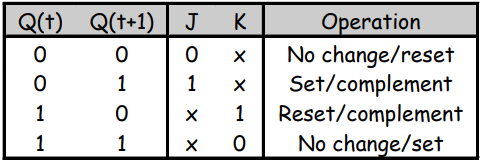 Q(t) Q(t+1) J K Operation
0 0 0 x No change/reset
0 1 1 x Set/complement
1 0 x 1 Reset/complement
1 1 x 0 No change/set